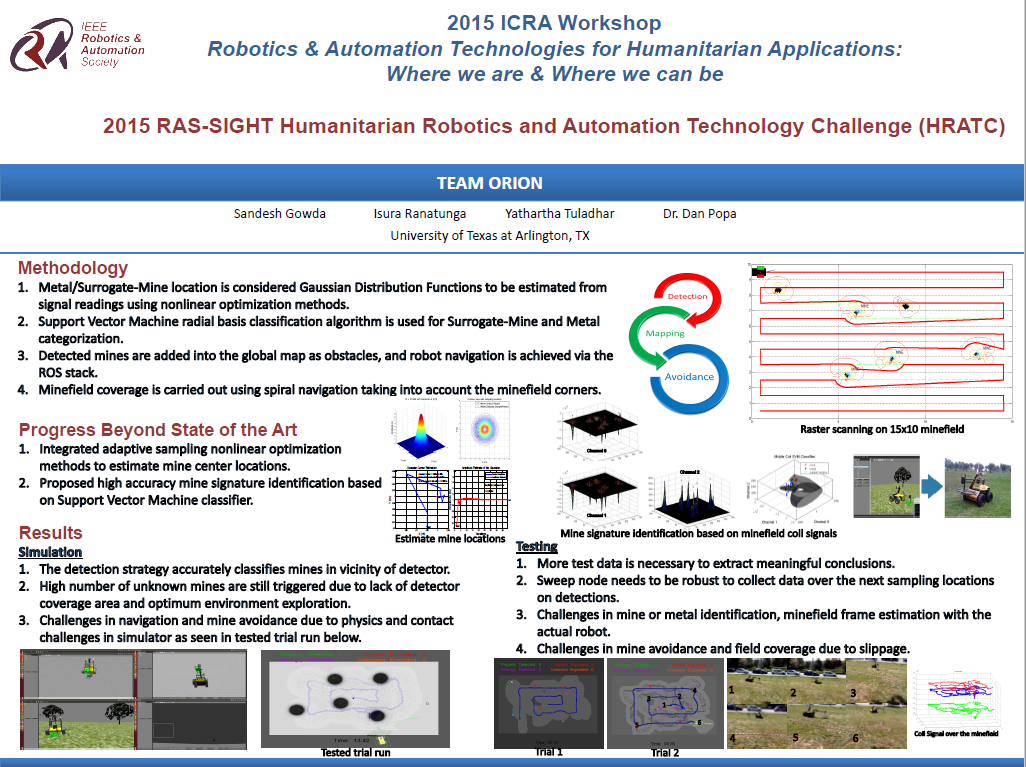 IEEE
Robotics &
Automation
Society
2015 ICRA Workshop
Robotics & Automation Technologies for Humanitarian Applications:
Where we are & Where we can be
2015 RAS-SIGHT Humanitarian Robotics and Automation Technology Challenge (HRATC)
TEAM ORION
Sandesh Gowda Isura Ranatunga Yathartha Tuladhar Dr. Dan Popa
University of Texas at Arlington, TX
Methodology
1. Metal/Surrogate-Mine location is considered Gaussian Distribution Functions to be estimated from
signal readings using nonlinear optimization methods.
2. Support Vector Machine radial basis classification algorithm is used for Surrogate-Mine and Metal
categorization.
3. Detected mines are added into the global map as obstacles, and robot navigation is achieved via the
ROS stack.
4. Minefield coverage is carried out using spiral navigation taking into account the minefield corners.
Detection
Mapping
Avoidance
Raster scanning on 15x10 minefield
Progress Beyond State of the Art
1. Integrated adaptive sampling nonlinear optimization
methods to estimate mine center locations.
2. Proposed high accuracy mine signature identification based
on Support Vector Machine classifier.
Estimate mine locations
Channel 0
Channel 1
Channel 2
Middle Coil SVM Classifier
Mine signature identification based on minefield coil signals
Results
Simulation
1. The detection strategy accurately classifies mines in vicinity of detector.
2. High number of unknown mines are still triggered due to lack of detector
coverage area and optimum environment exploration.
3. Challenges in navigation and mine avoidance due to physics and contact
challenges in simulator as seen in tested trial run below.
Tested trial run
Testing
1. More test data is necessary to extract meaningful conclusions.
2. Sweep node needs to be robust to collect data over the next sampling locations
on detections.
3. Challenges in mine or metal identification, minefield frame estimation with the
actual robot.
4. Challenges in mine avoidance and field coverage due to slippage.
Trial 1
Trial 2
1 2 3
4 5 6
Coil Signal over the minefield